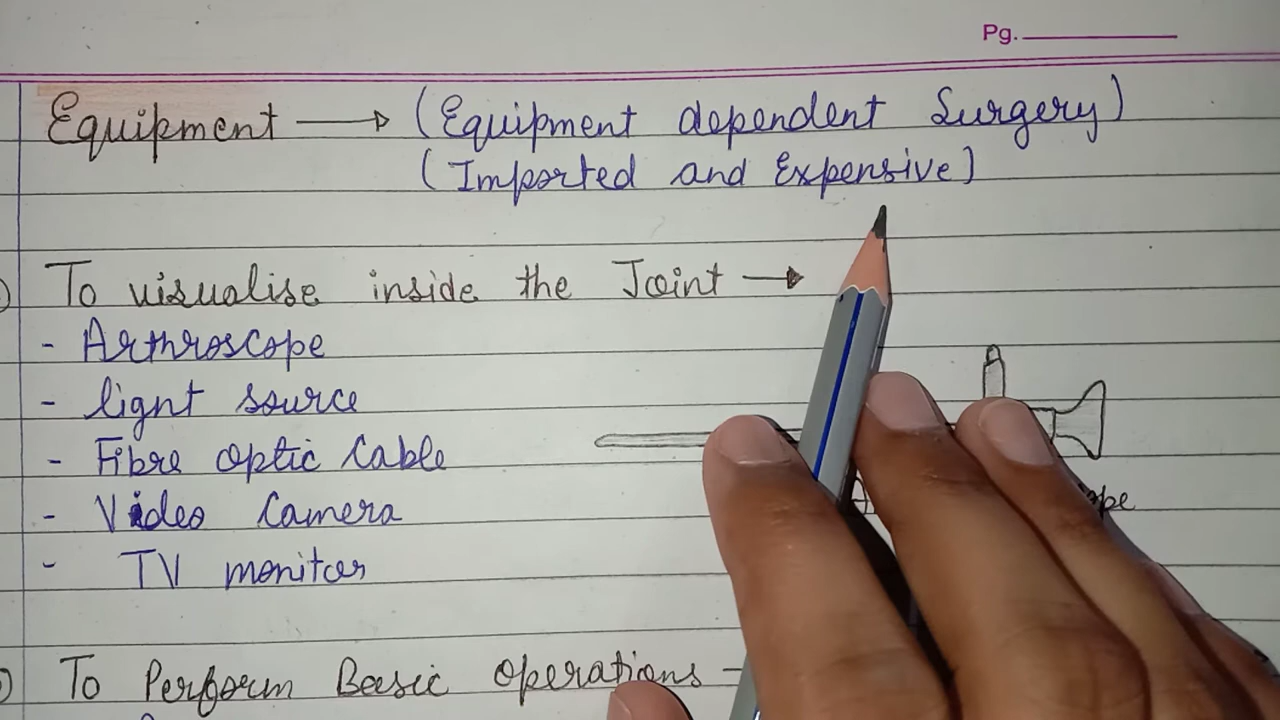 Pg.
Equipment → (Equipment dependent Surgery)
(Imported and Expensive)
To visualise inside the Joint →
- Arthroscope
- light source
- Fibre optic Cable
- Video Camera
- TV monitor
To Perform Basic Operations -